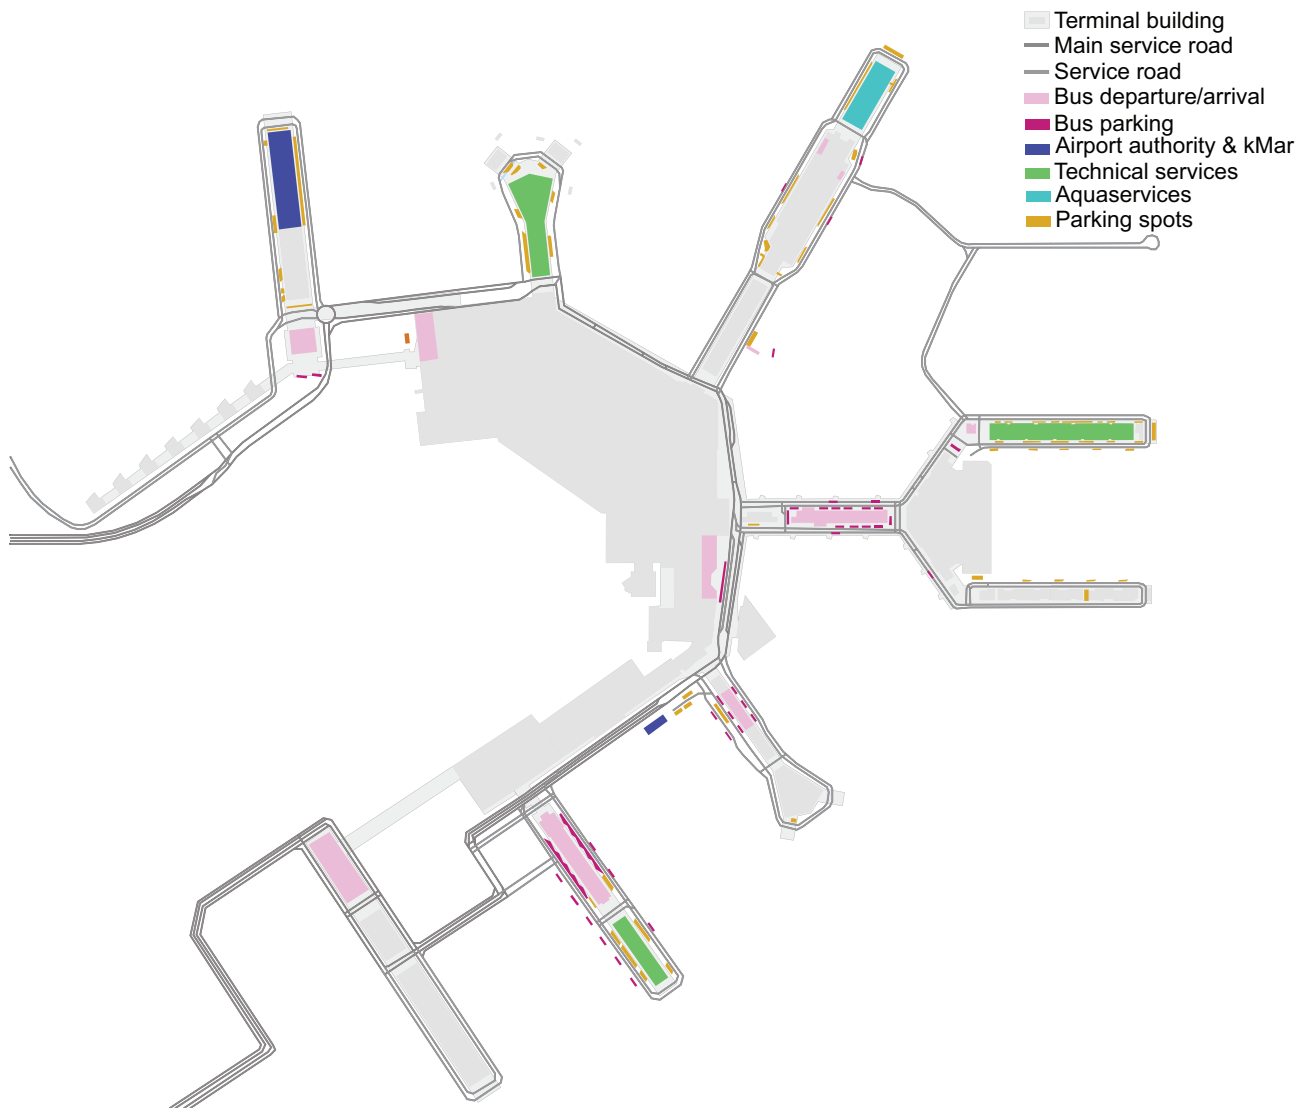 Terminal building
Main service road
Service road
Bus departure/arrival
Bus parking
Airport authority & kMar
Technical services
Aquaservices
Parking spots